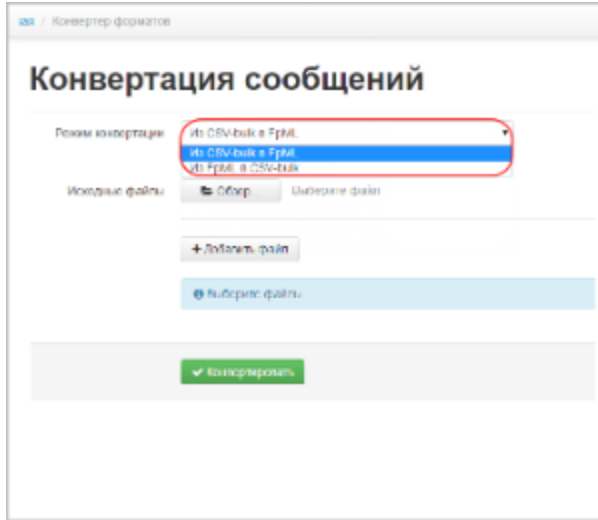 ия / Конвертер форматов
Конвертация сообщений
Режим конвертации
Из CSV-bulk в FpML
Из CSV-bulk в FpML
Из FpML в CSV-bulk
Исходные файлы
Обзор...
Выберите файл
Добавить файл
Выберите файлы
Конвертировать